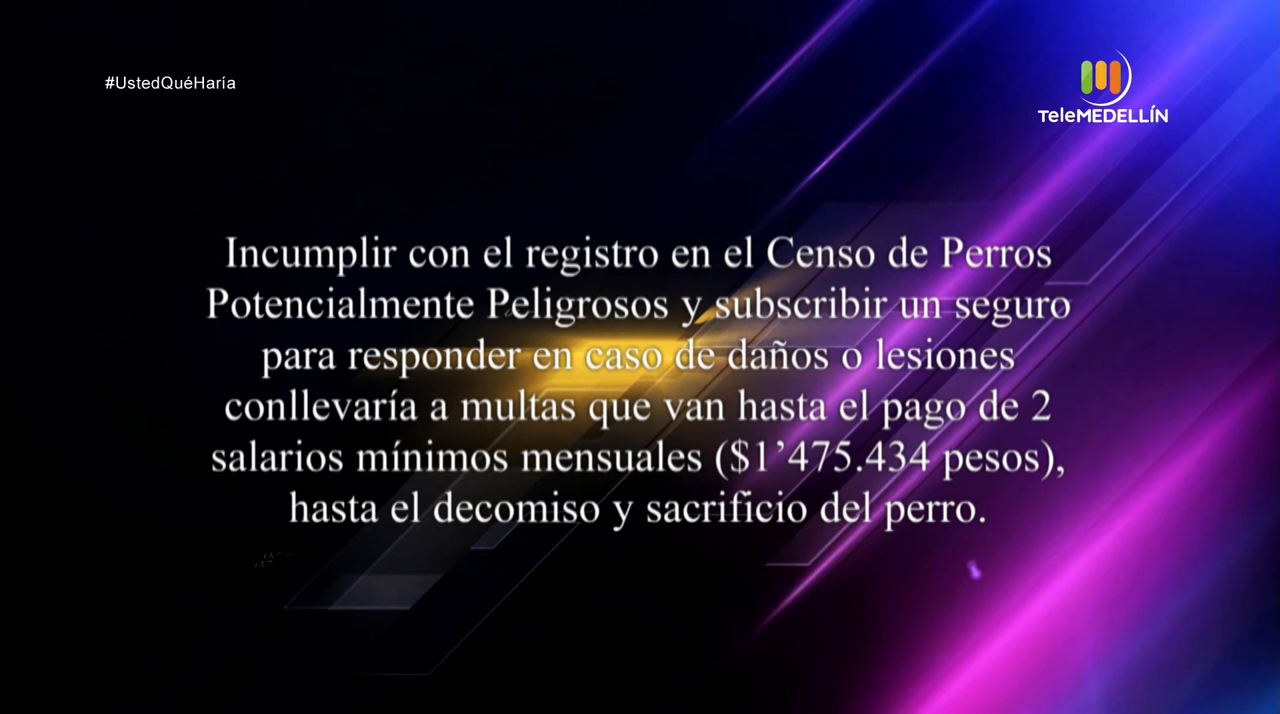 #UstedQuéHaría
TeleMEDELLÍN
Incumplir con el registro en el Censo de Perros
Potencialmente Peligrosos y subscribir un seguro
para responder en caso de daños o lesiones
conllevaría a multas que van hasta el pago de 2
salarios mínimos mensuales ($1’475.434 pesos),
hasta el decomiso y sacrificio del perro.